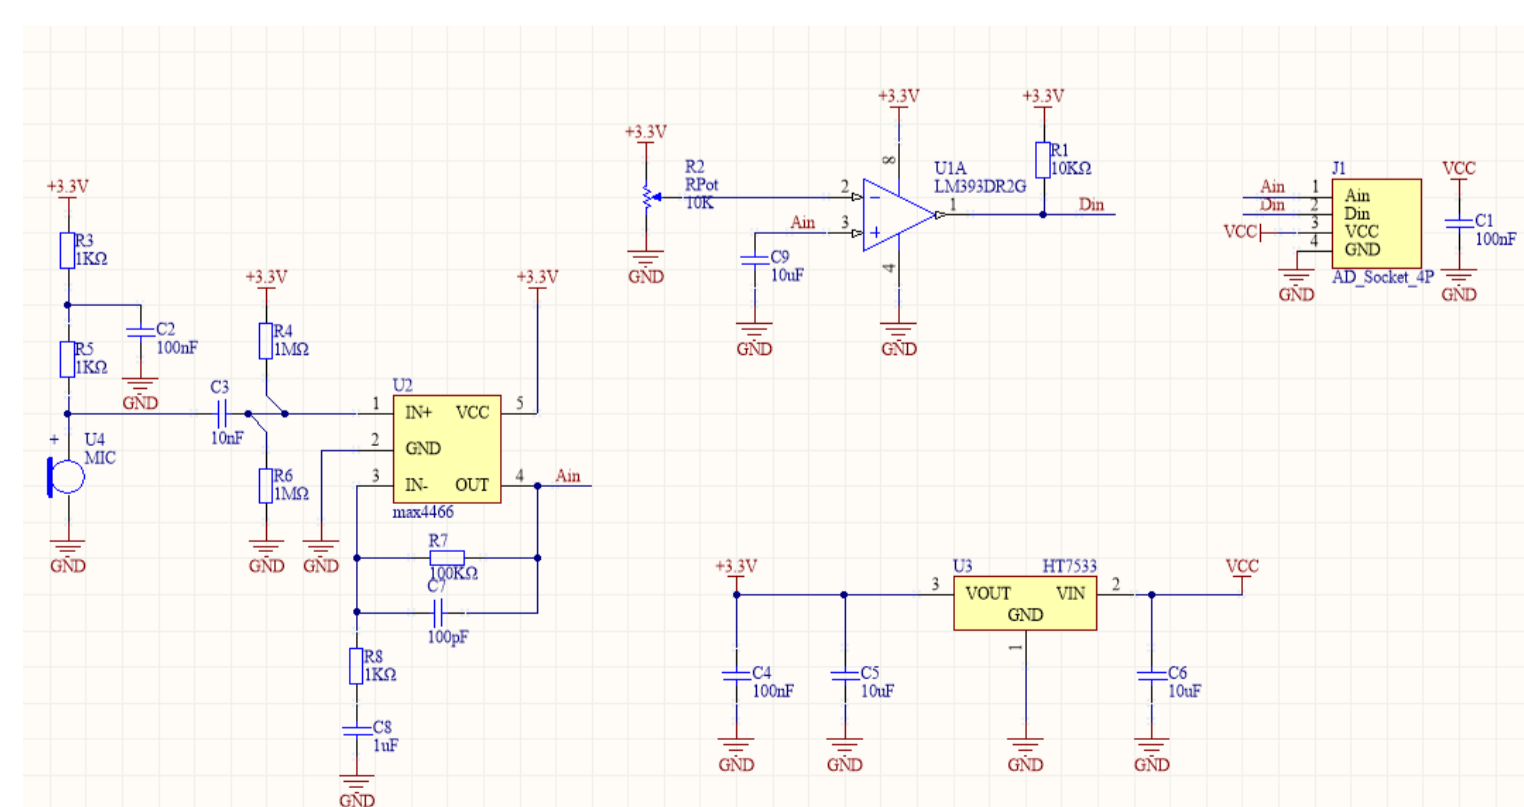 +3.3V
R3
1KΩ
C2
100nF
GND
R5
1KΩ
+
U4
MIC
GND
C3
10nF
+3.3V
R4
1MΩ
R6
1MΩ
GND
GND
U2
1
IN+
VCC
5
2
GND
3
IN-
OUT
4
Ain
max4466
+3.3V
R7
100KΩ
C7
100pF
R8
1KΩ
C8
1uF
GND
+3.3V
R2
RPot
10K
GND
Ain
C9
10uF
GND
+3.3V
8
U1A
LM393DR2G
2
3
1
4
GND
+3.3V
R1
10KΩ
Din
J1
Ain
1
Ain
Din
2
Din
VCC
3
VCC
4
GND
AD_Socket_4P
GND
VCC
C1
100nF
GND
+3.3V
C4
100nF
GND
C5
10uF
GND
U3
HT7533
3
VOUT
VIN
2
GND
1
GND
VCC
C6
10uF
GND